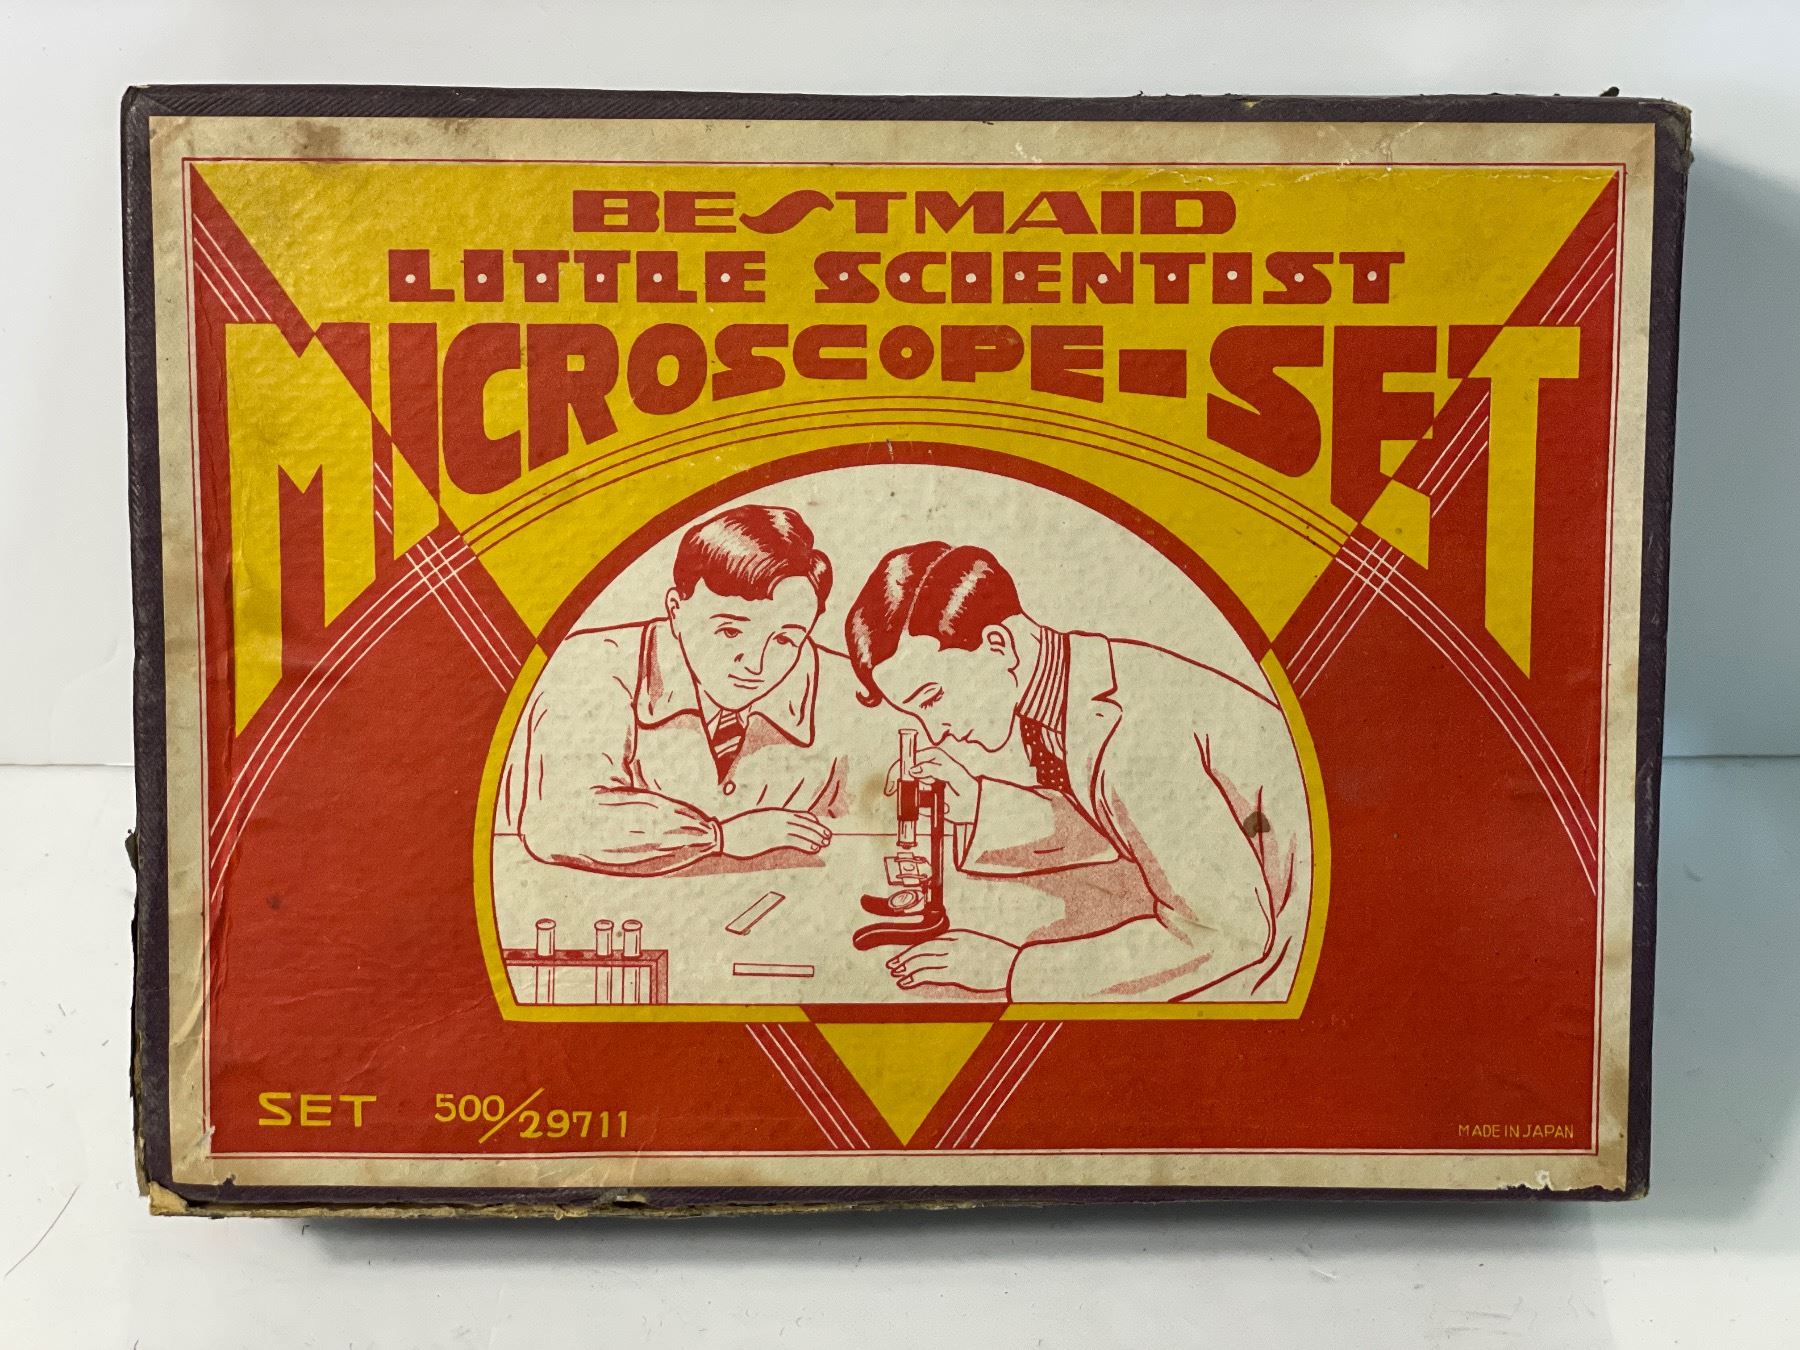 BESTMAID
LITTLE SCIENTIST
MICROSCOPE-SET
SET 500/29711
MADE IN JAPAN